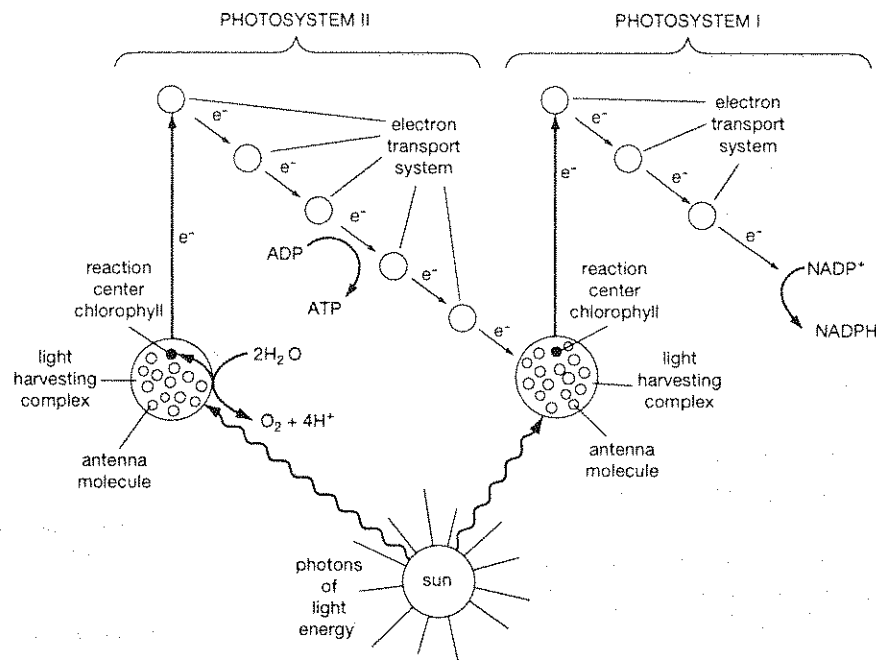 PHOTOSYSTEM II
PHOTOSYSTEM I
e⁻
electron
transport
system
e⁻
e⁻
e⁻
e⁻
e⁻
ADP
ATP
reaction
center
chlorophyll
light
harvesting
complex
antenna
molecule
2H₂O
O₂ + 4H⁺
e⁻
electron
transport
system
e⁻
e⁻
e⁻
NADP⁺
NADPH
reaction
center
chlorophyll
light
harvesting
complex
antenna
molecule
photons
of
light
energy
sun